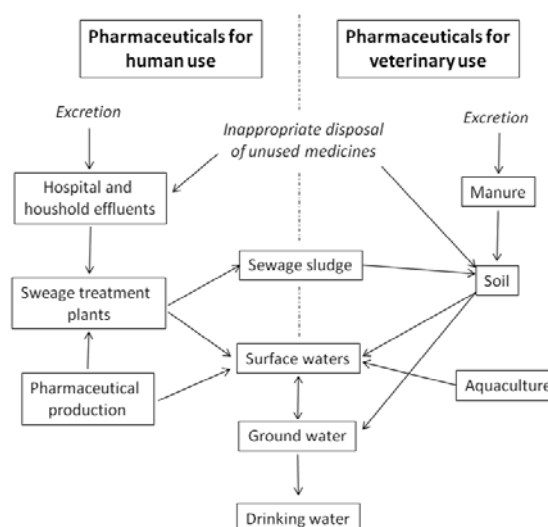 Pharmaceuticals for
human use
Pharmaceuticals for
veterinary use
Excretion
Inappropriate disposal
of unused medicines
Excretion
Hospital and
houshold effluents
Manure
Sewage sludge
Soil
Sweage treatment
plants
Surface waters
Pharmaceutical
production
Aquaculture
Ground water
Drinking water